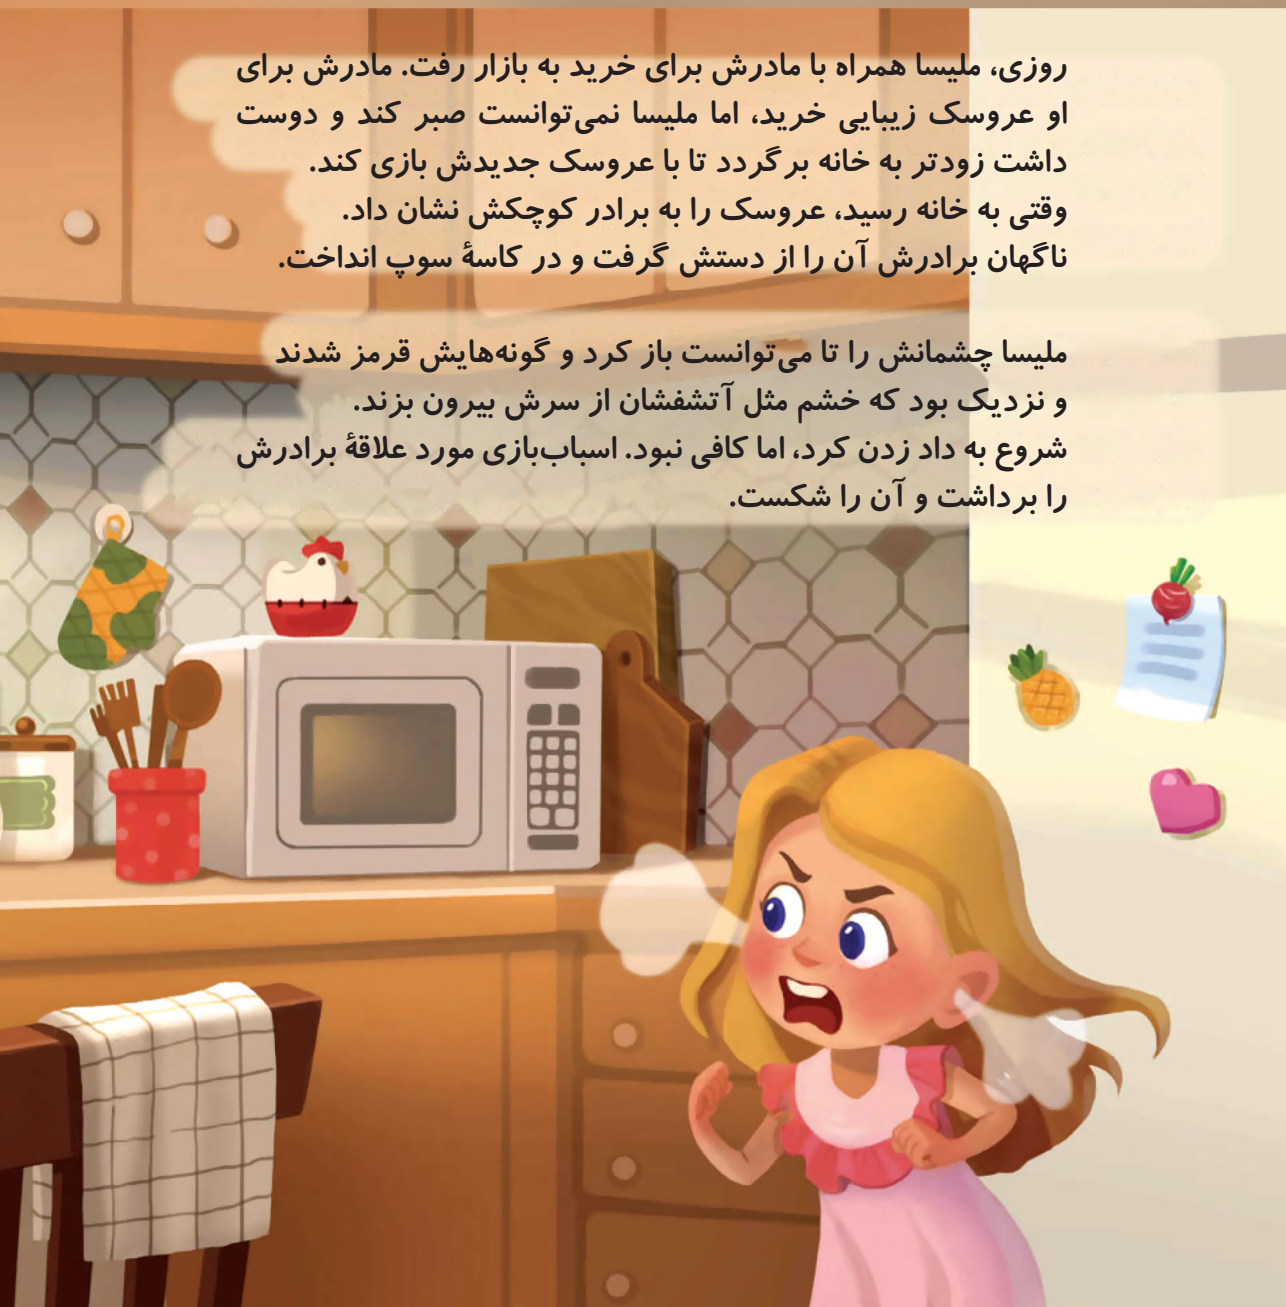 روزی، ملیسا همراه با مادرش برای خرید به بازار رفت. مادرش برای
او عروسک زیبایی خرید، اما ملیسا نمی‌توانست صبر کند و دوست
داشت زودتر به خانه برگردد تا با عروسک جدیدش بازی کند.
وقتی به خانه رسید، عروسک را به برادر کوچکش نشان داد.
ناگهان برادرش آن را از دستش گرفت و در کاسهٔ سوپ انداخت.
ملیسا چشمانش را تا می‌توانست باز کرد و گونه‌هایش قرمز شدند
و نزدیک بود که خشم مثل آتشفشان از سرش بیرون بزند.
شروع به داد زدن کرد، اما کافی نبود. اسباب‌بازی مورد علاقهٔ برادرش
را برداشت و آن را شکست.